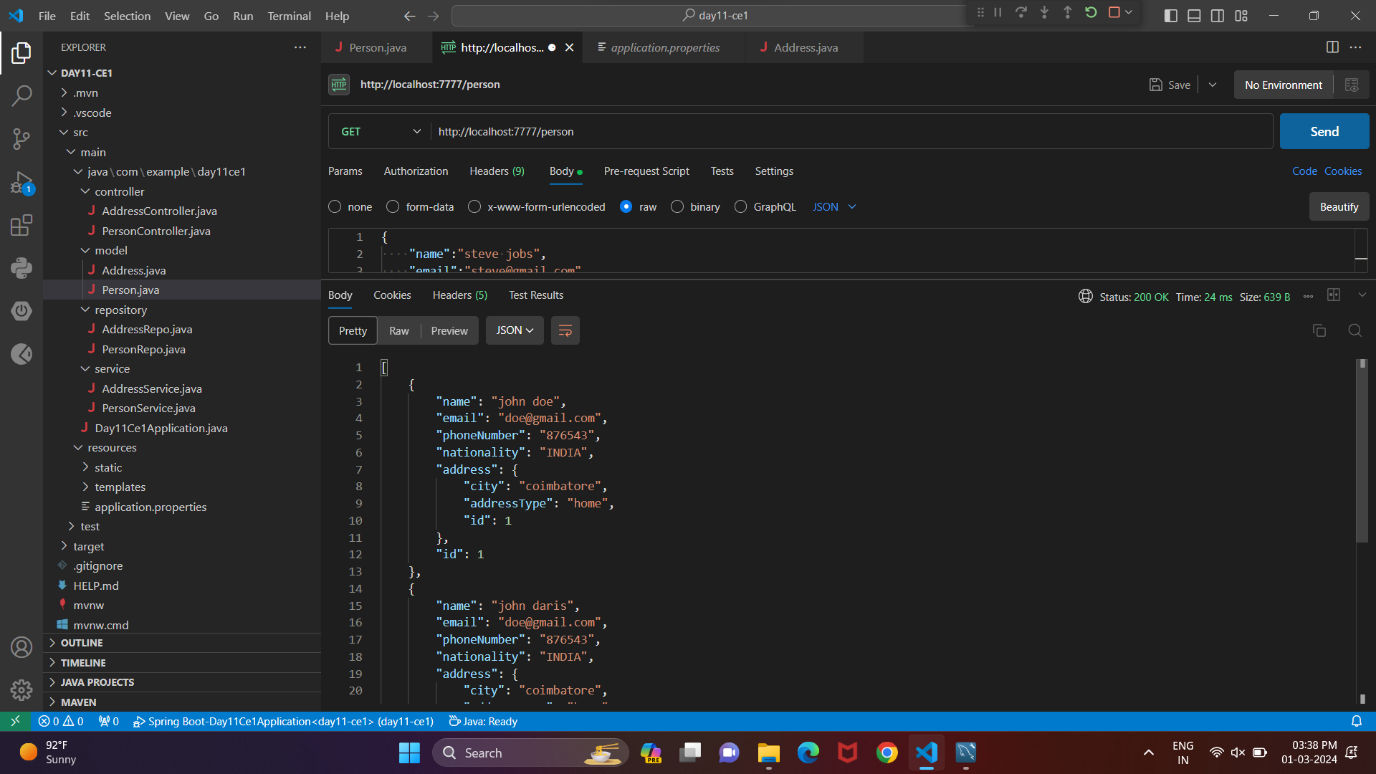 File Edit Selection View Go Run Terminal Help day11-ce1
EXPLORER
DAY11-CE1
.mvn
.vscode
src
main
java\com\example\day11ce1
controller
AddressController.java
PersonController.java
model
Address.java
Person.java
repository
AddressRepo.java
PersonRepo.java
service
AddressService.java
PersonService.java
Day11Ce1Application.java
resources
static
templates
application.properties
test
target
.gitignore
HELP.md
mvnw
mvnw.cmd
OUTLINE
TIMELINE
JAVA PROJECTS
MAVEN
1
Person.java HTTP http://localhos... application.properties Address.java
HTTP http://localhost:7777/person Save No Environment
GET http://localhost:7777/person Send
Params Authorization Headers (9) Body Pre-request Script Tests Settings Code Cookies
none form-data x-www-form-urlencoded raw binary GraphQL JSON Beautify
1 {
2 "name":"steve jobs",
3 "email":"steve@gmail.com"
Body Cookies Headers (5) Test Results Status: 200 OK Time: 24 ms Size: 639 B
Pretty Raw Preview JSON
1 [
2 {
3 "name": "john doe",
4 "email": "doe@gmail.com",
5 "phoneNumber": "876543",
6 "nationality": "INDIA",
7 "address": {
8 "city": "coimbatore",
9 "addressType": "home",
10 "id": 1
11 },
12 "id": 1
13 },
14 {
15 "name": "john daris",
16 "email": "doe@gmail.com",
17 "phoneNumber": "876543",
18 "nationality": "INDIA",
19 "address": {
20 "city": "coimbatore",
0 0 0 Spring Boot-Day11Ce1Application<day11-ce1> (day11-ce1) Java: Ready
92°F
Sunny
Search
PRE
ENG
IN
03:38 PM
01-03-2024